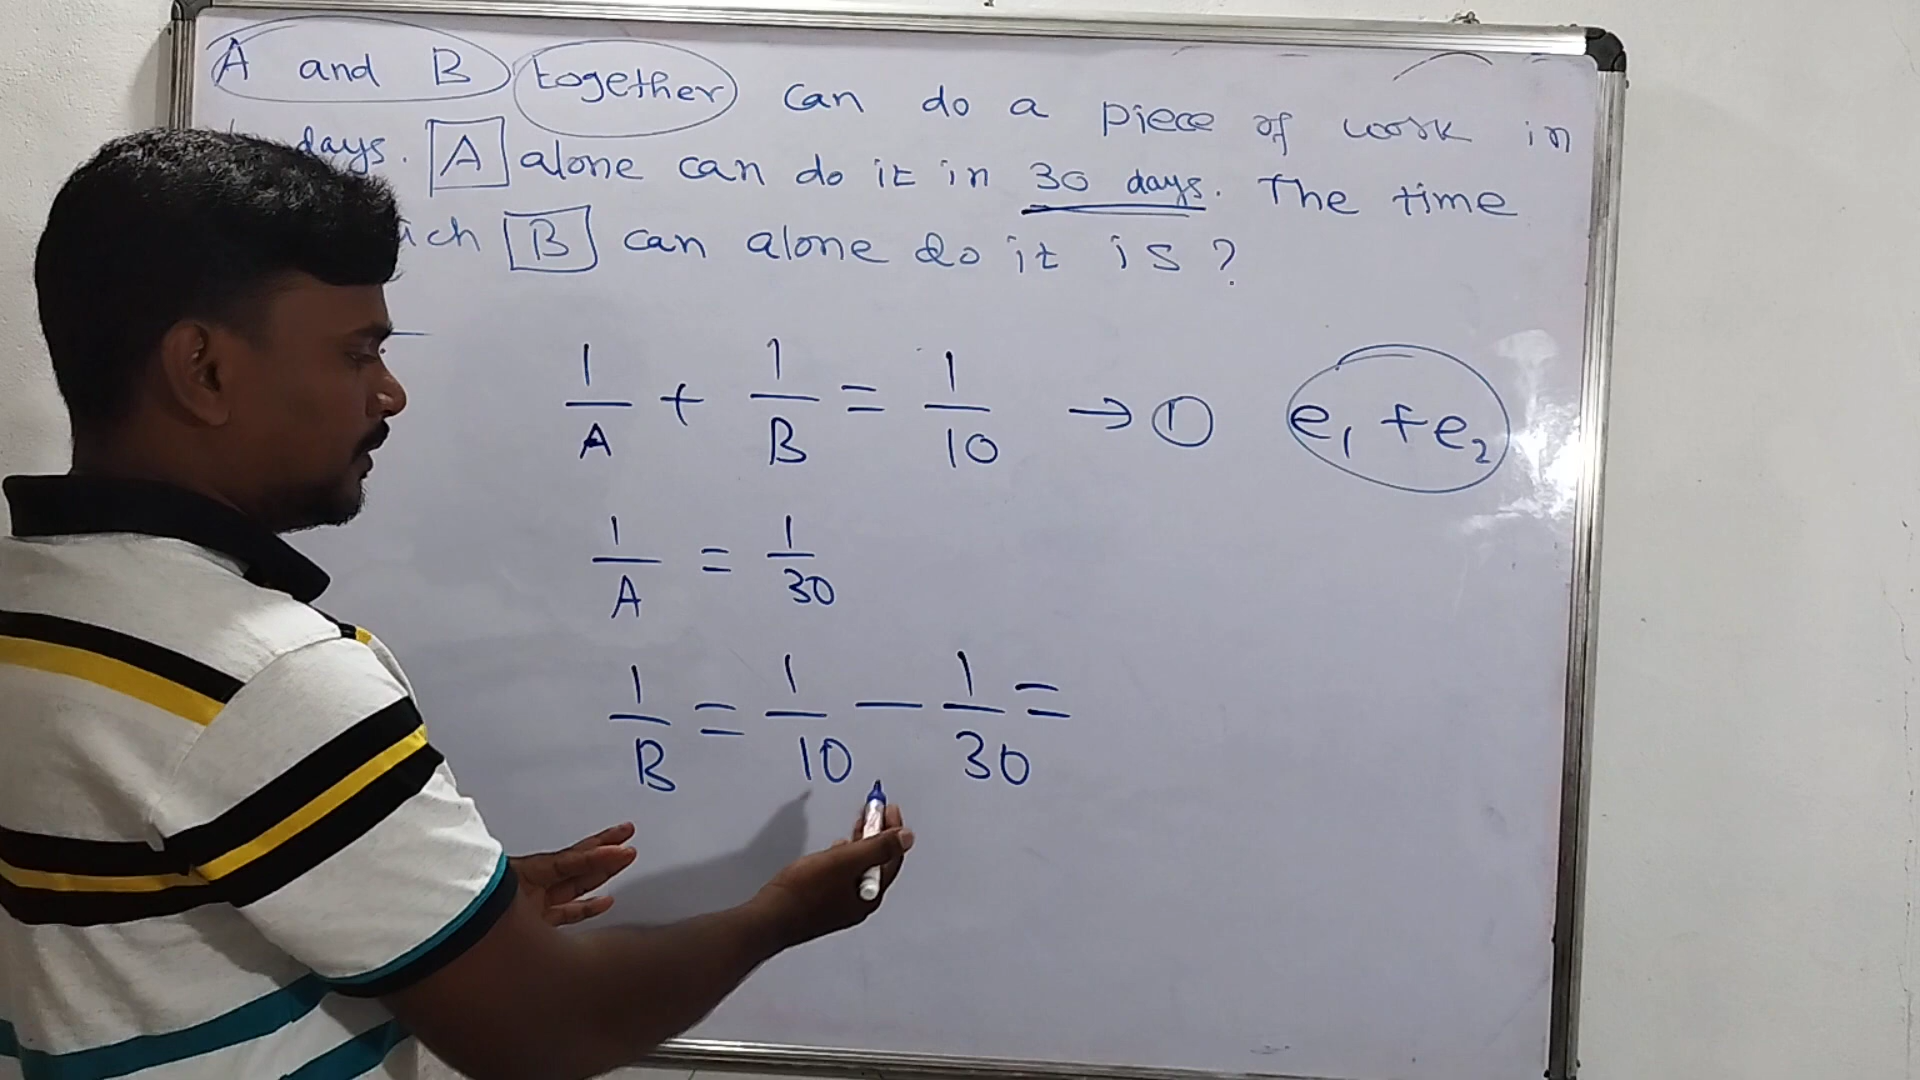 A and B together can do a piece of work in
days. A alone can do it in 30 days. The time
ich B can alone do it is ?
1/A + 1/B = 1/10 → ① e₁ + e₂
1/A = 1/30
1/B = 1/10 − 1/30 =